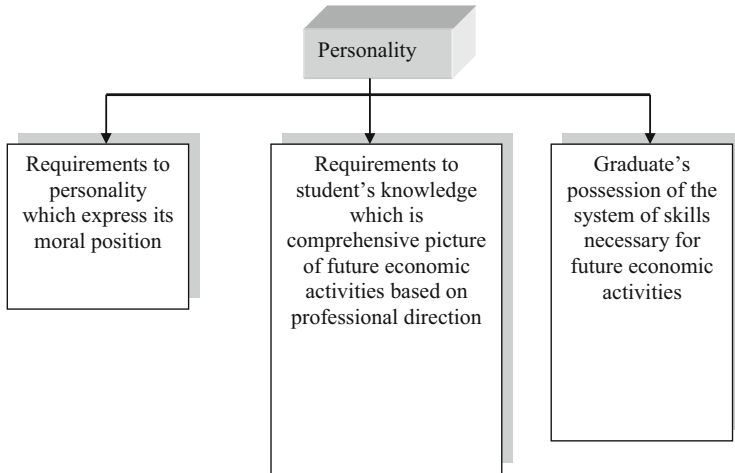 Personality
Requirements to
personality
which express its
moral position
Requirements to
student's knowledge
which is
comprehensive picture
of future economic
activities based on
professional direction
Graduate's
possession of the
system of skills
necessary for
future economic
activities